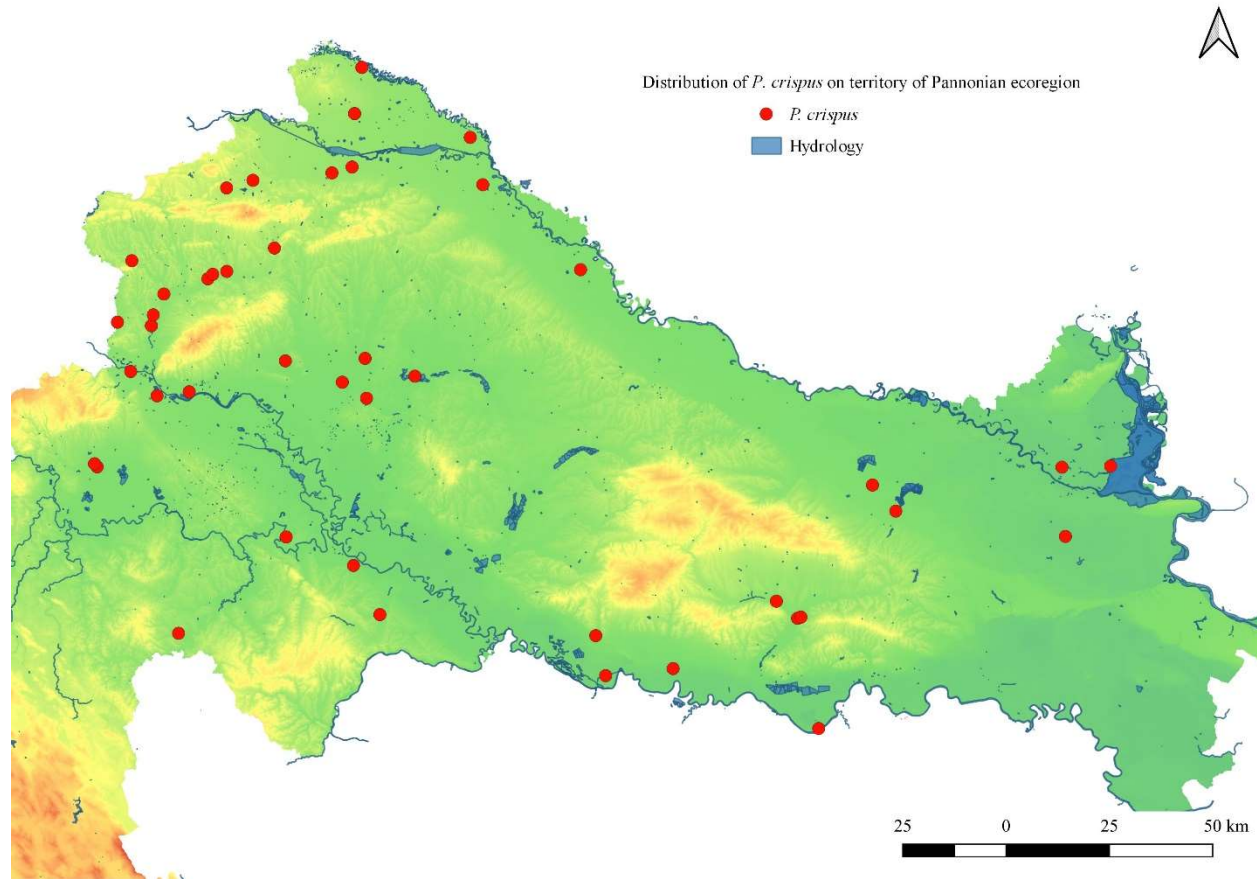 Distribution of P. crispus on territory of Pannonian ecoregion
P. crispus
Hydrology
25 0 25 50 km